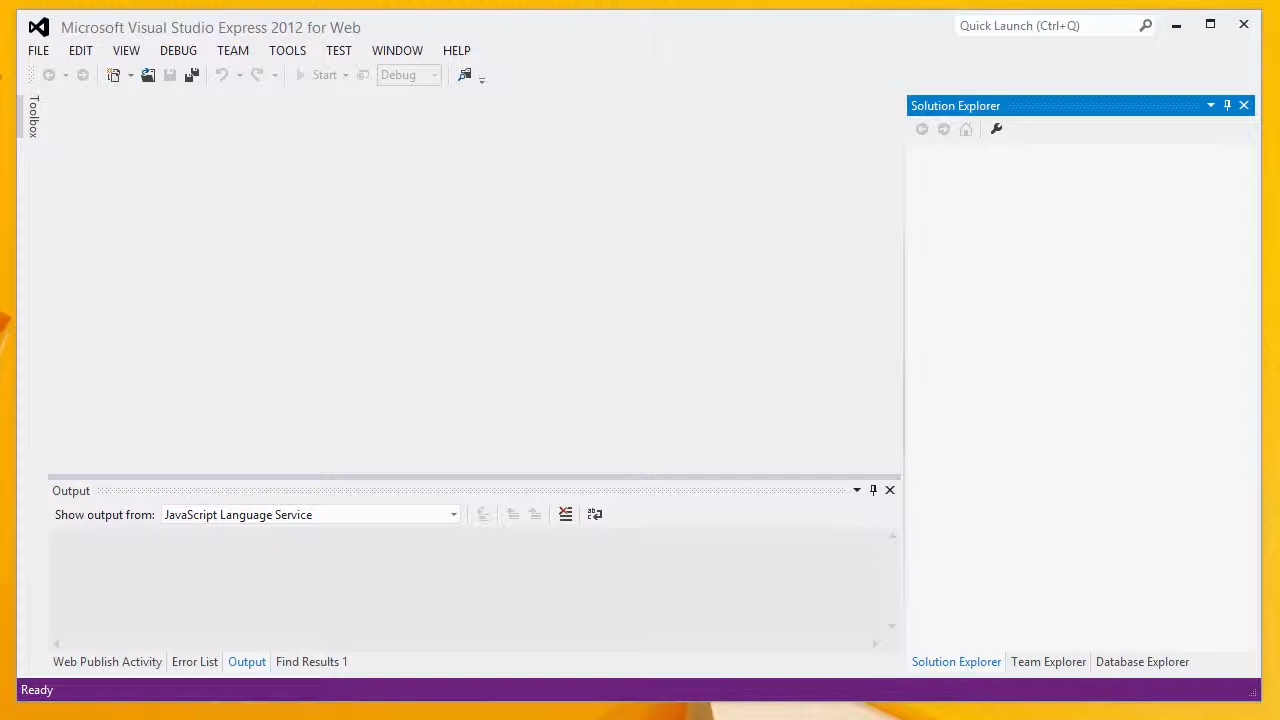 Microsoft Visual Studio Express 2012 for Web
Quick Launch (Ctrl+Q)
FILE EDIT VIEW DEBUG TEAM TOOLS TEST WINDOW HELP
Start Debug
Toolbox
Solution Explorer
Output
Show output from: JavaScript Language Service
Web Publish Activity Error List Output Find Results 1
Solution Explorer Team Explorer Database Explorer
Ready